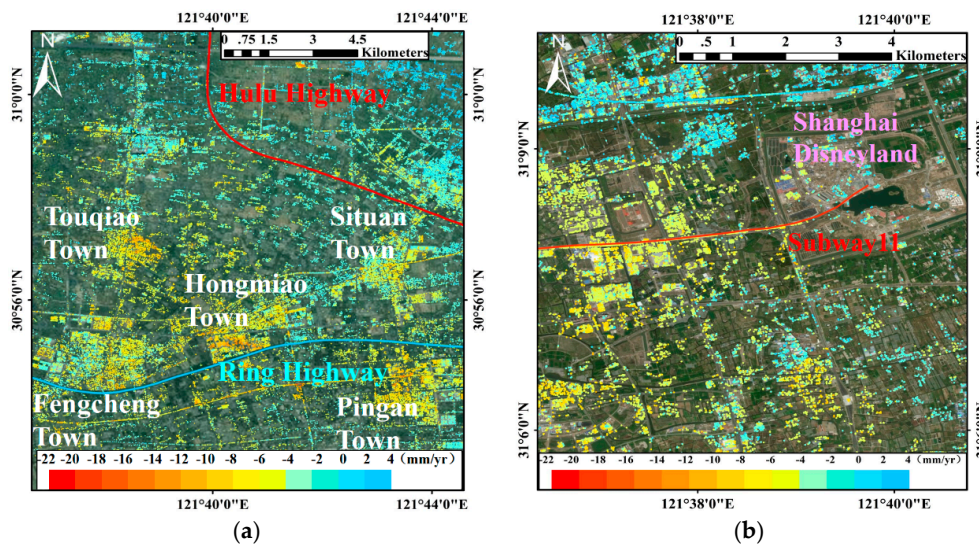 121°40'0"E
121°44'0"E
N
0 .75 1.5 3 4.5
Kilometers
Hulu Highway
Touqiao
Town
Situan
Town
Hongmiao
Town
Ring Highway
Fengcheng
Town
Pingan
Town
31°0'0"N
30°56'0"N
31°0'0"N
30°56'0"N
-22 -20 -18 -16 -14 -12 -10 -8 -6 -4 -2 0 2 4 (mm/yr)
121°40'0"E
121°44'0"E
(a)
121°38'0"E
121°40'0"E
N
0 .5 1 2 3 4
Kilometers
Shanghai
Disneyland
Subway11
31°9'0"N
31°6'0"N
-22 -20 -18 -16 -14 -12 -10 -8 -6 -4 -2 0 2 4 (mm/yr)
121°38'0"E
121°40'0"E
(b)